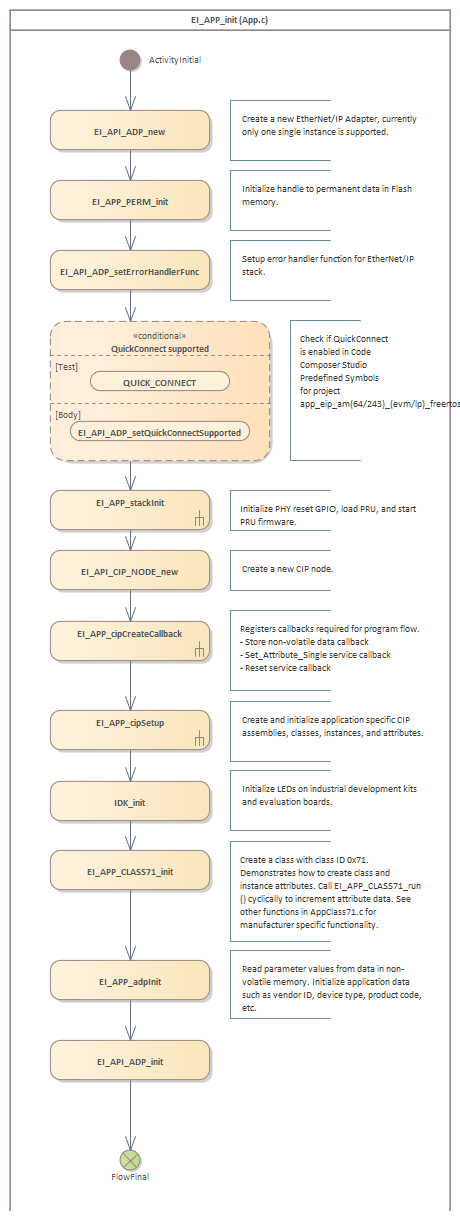 EI_APP_init (App.c)
ActivityInitial
EI_API_ADP_new
Create a new EtherNet/IP Adapter, currently
only one single instance is supported.
EI_APP_PERM_init
Initialize handle to permanent data in Flash
memory.
EI_API_ADP_setErrorHandlerFunc
Setup error handler function for EtherNet/IP
stack.
«conditional»
QuickConnect supported
[Test]
QUICK_CONNECT
[Body]
EI_API_ADP_setQuickConnectSupported
Check if QuickConnect
is enabled in Code
Composer Studio
Predefined Symbols
for project
app_eip_am(64/243)_(evm/lp)_freertos
EI_APP_stackInit
Initialize PHY reset GPIO, load PRU, and start
PRU firmware.
EI_API_CIP_NODE_new
Create a new CIP node.
EI_APP_cipCreateCallback
Registers callbacks required for program flow.
- Store non-volatile data callback
- Set_Attribute_Single service callback
- Reset service callback
EI_APP_cipSetup
Create and initialize application specific CIP
assemblies, classes, instances, and attributes.
IDK_init
Initialize LEDs on industrial development kits
and evaluation boards.
EI_APP_CLASS71_init
Create a class with class ID 0x71.
Demonstrates how to create class and
instance attributes. Call EI_APP_CLASS71_run
() cyclically to increment attribute data. See
other functions in AppClass71.c for
manufacturer specific functionality.
EI_APP_adpInit
Read parameter values from data in non-
volatile memory. Initialize application data
such as vendor ID, device type, product code,
etc.
EI_API_ADP_init
FlowFinal